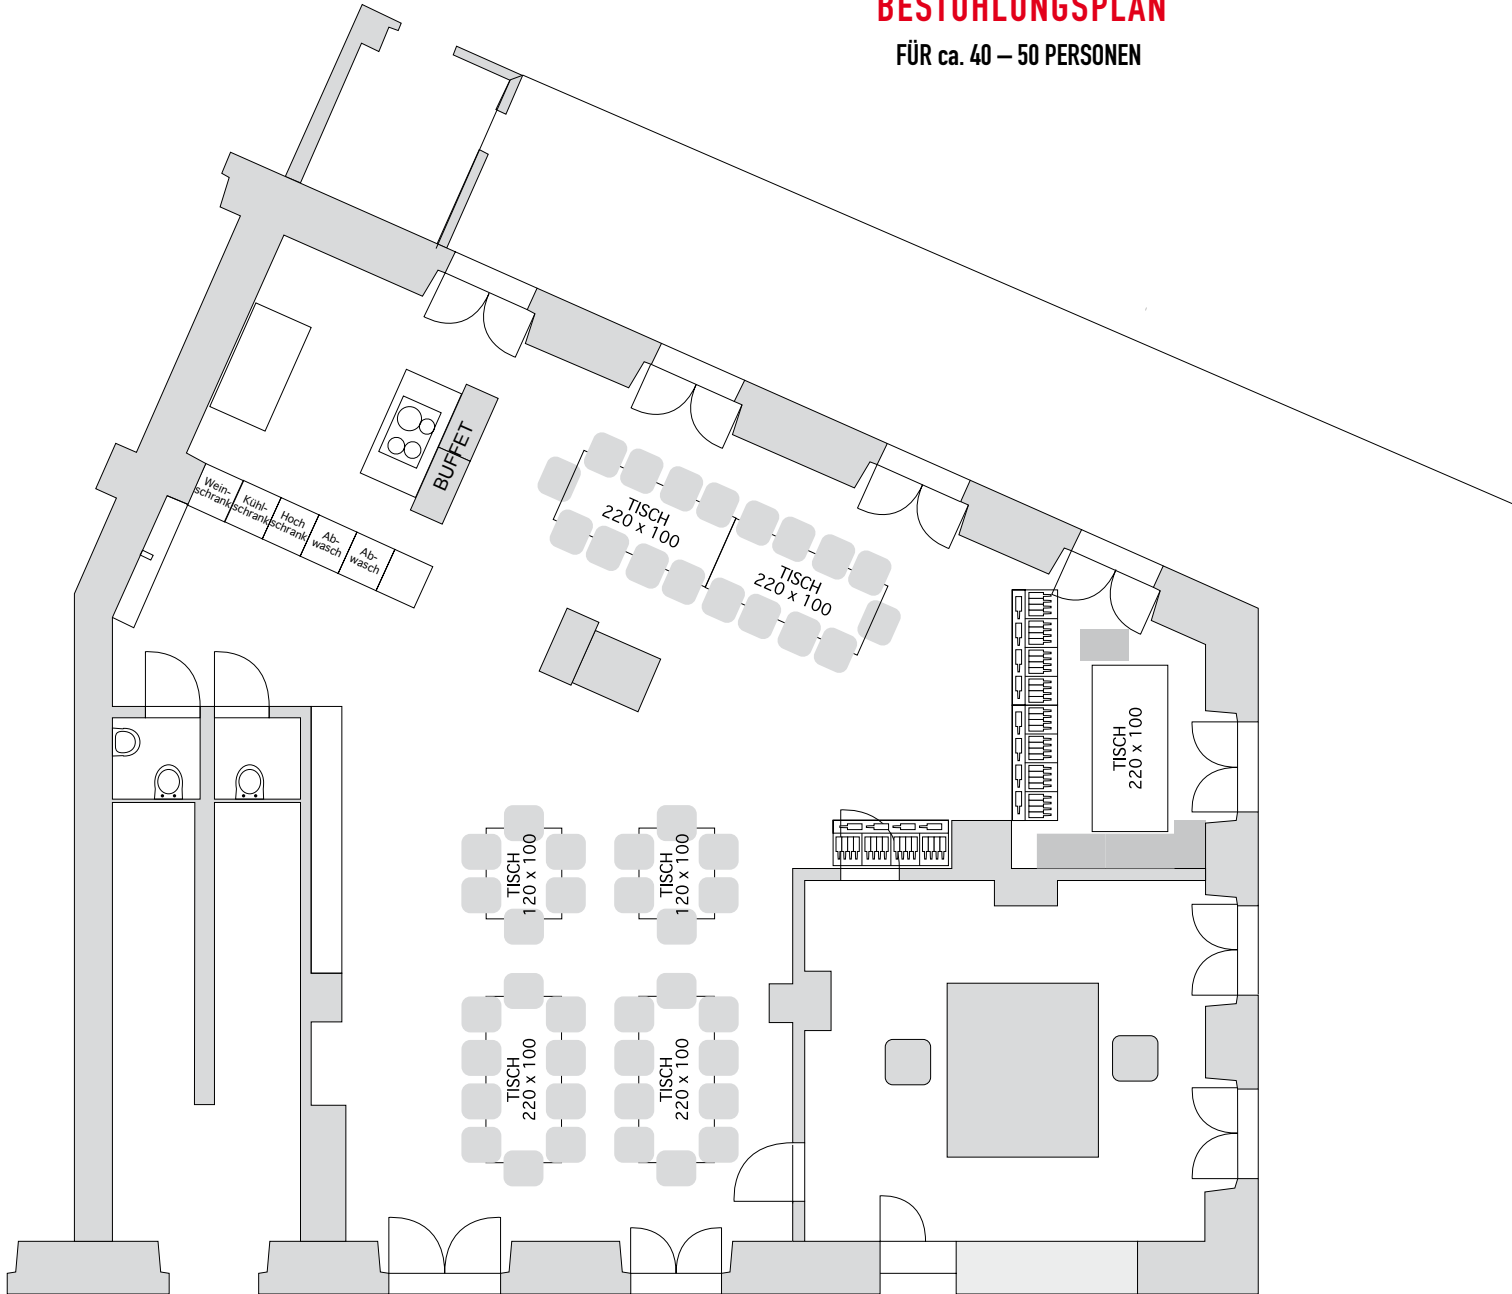 BESTUHLUNGSPLAN
FÜR ca. 40 – 50 PERSONEN
BUFFET
Wein-
schrank
Kühl-
schrank
Hoch
schrank
Ab-
wasch
Ab-
wasch
TISCH
220 x 100
TISCH
220 x 100
TISCH
220 x 100
TISCH
120 x 100
TISCH
120 x 100
TISCH
220 x 100
TISCH
220 x 100